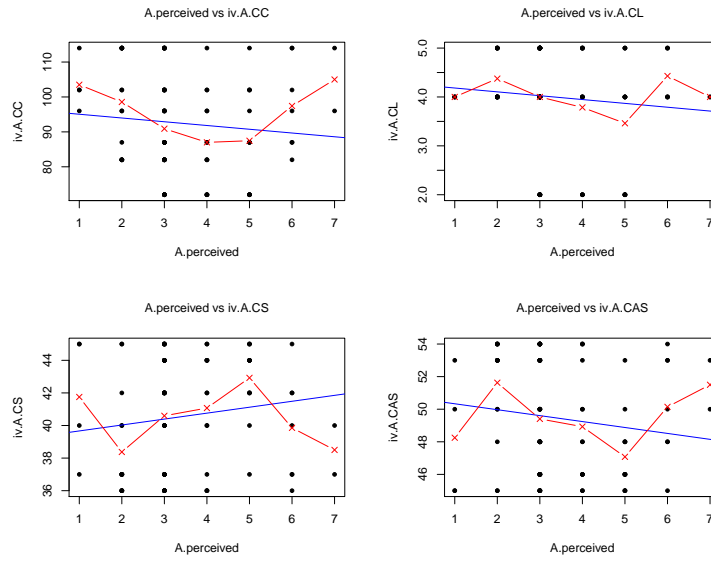 A.perceived vs iv.A.CC
iv.A.CC
80 90 100 110
1 2 3 4 5 6 7
A.perceived
A.perceived vs iv.A.CL
iv.A.CL
2.0 3.0 4.0 5.0
1 2 3 4 5 6 7
A.perceived
A.perceived vs iv.A.CS
iv.A.CS
36 38 40 42 44
1 2 3 4 5 6 7
A.perceived
A.perceived vs iv.A.CAS
iv.A.CAS
46 48 50 52 54
1 2 3 4 5 6 7
A.perceived